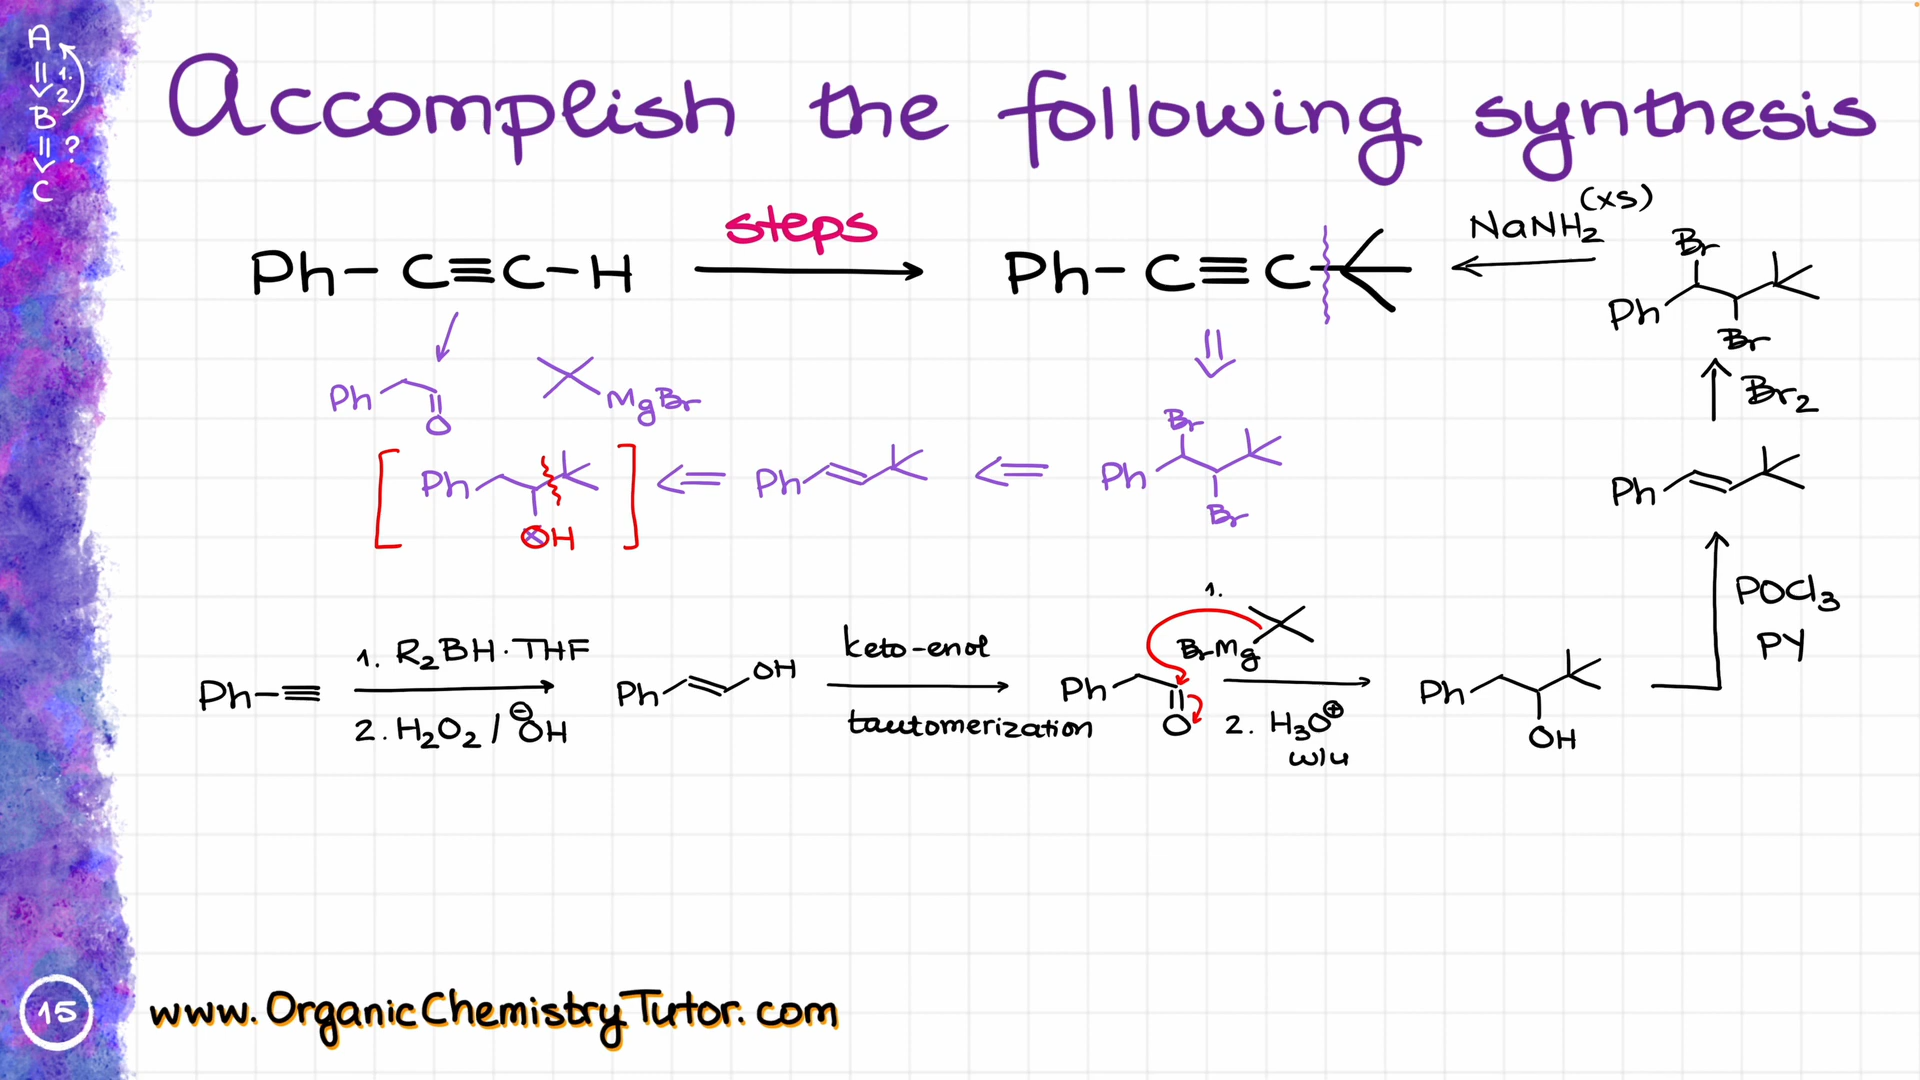 A
1.
2.
B
?
C
Accomplish the following synthesis
Ph-C≡C-H
steps
Ph-C≡C
NaNH₂ (xs)
Br
Ph
Br
Br₂
Ph
O
MgBr
Br
Ph
Br
Ph
Ph
OH
Ph
POCl₃
PY
Ph-≡
1. R₂BH·THF
2. H₂O₂/⊖OH
Ph
OH
keto-enol
tautomerization
Ph
O
1.
BrMg
2. H₃O⊕
w/u
Ph
OH
15
www.OrganicChemistryTutor.com